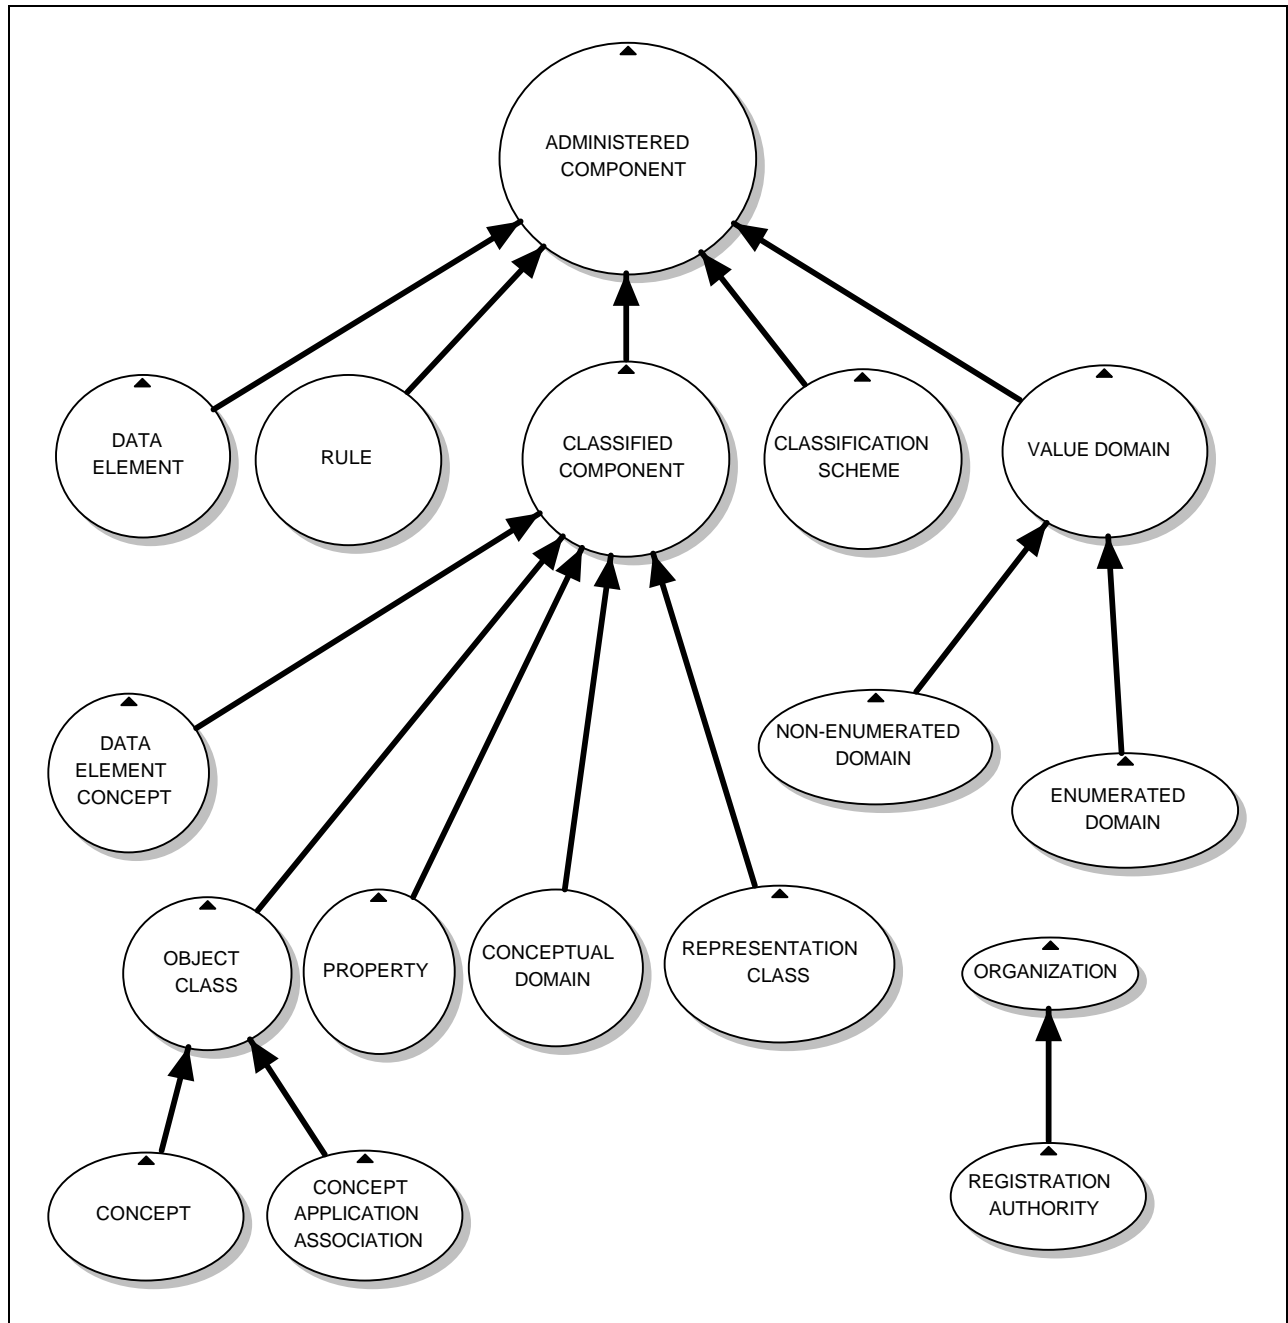 ADMINISTERED
COMPONENT
DATA
ELEMENT
RULE
CLASSIFIED
COMPONENT
CLASSIFICATION
SCHEME
VALUE DOMAIN
DATA
ELEMENT
CONCEPT
NON-ENUMERATED
DOMAIN
ENUMERATED
DOMAIN
OBJECT
CLASS
PROPERTY
CONCEPTUAL
DOMAIN
REPRESENTATION
CLASS
ORGANIZATION
CONCEPT
CONCEPT
APPLICATION
ASSOCIATION
REGISTRATION
AUTHORITY